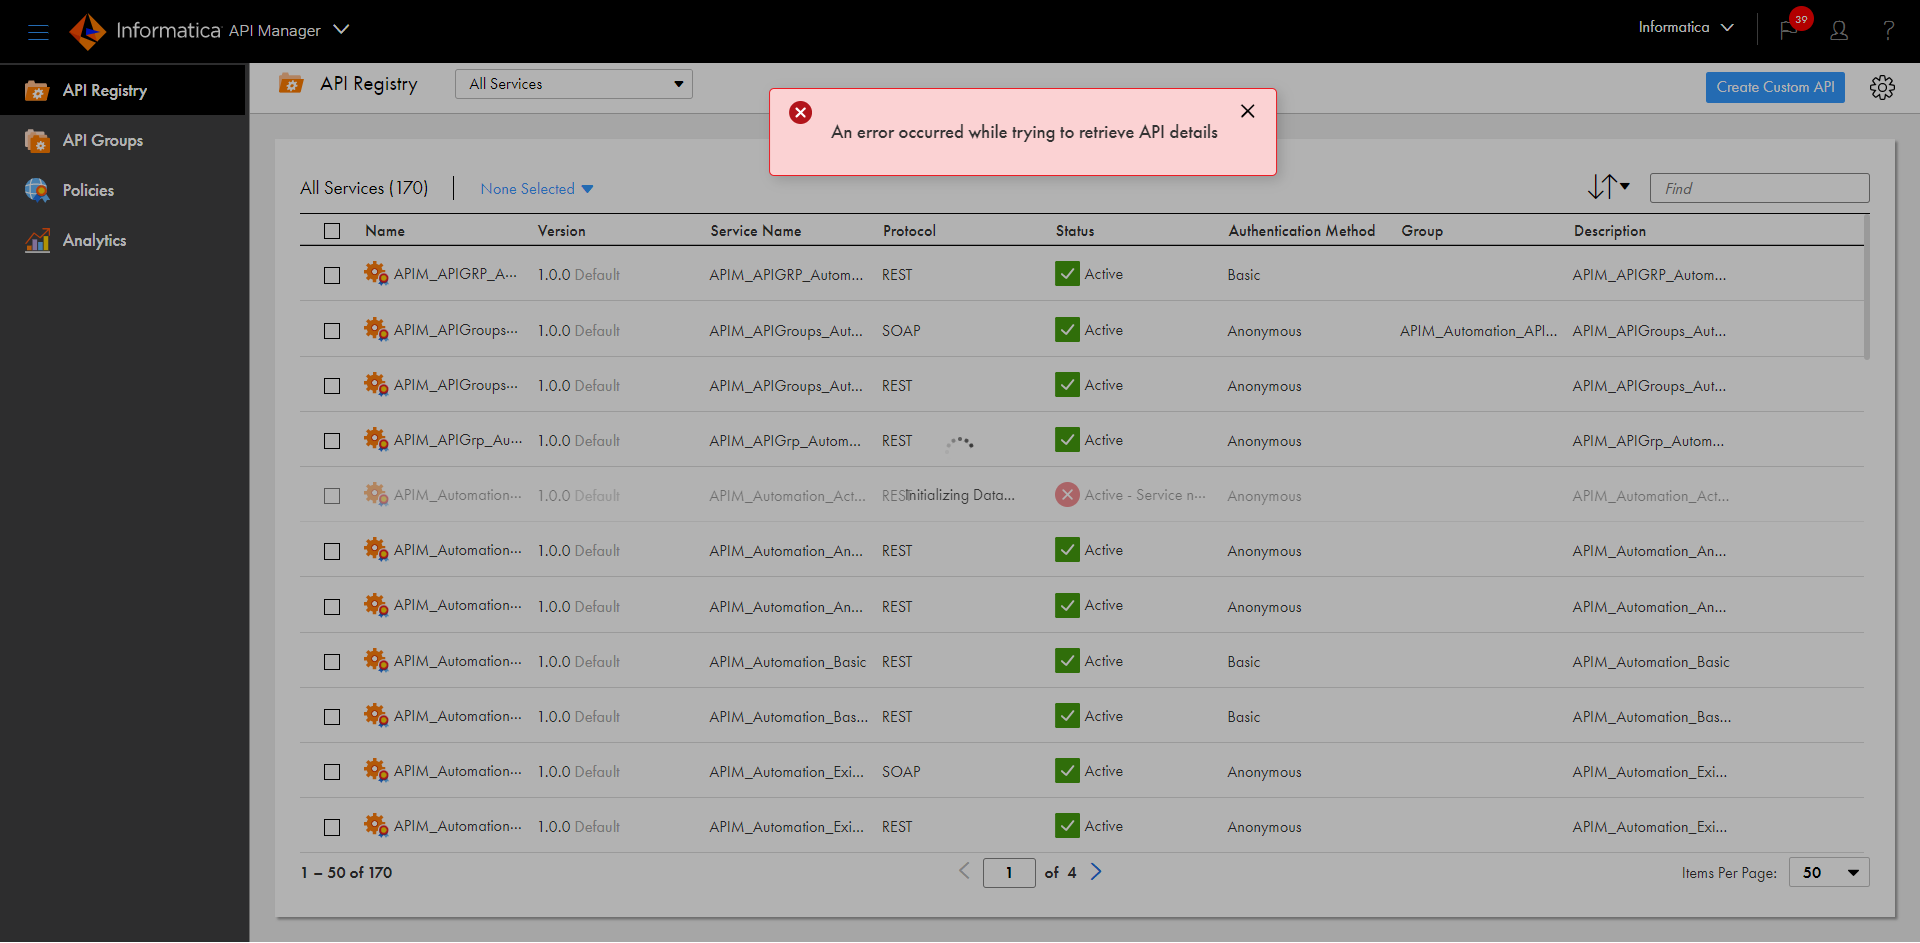 Informatica API Manager
Informatica
39
?
API Registry
API Groups
Policies
Analytics
API Registry
All Services
Create Custom API
An error occurred while trying to retrieve API details
All Services (170)
None Selected
Find
Name Version Service Name Protocol Status Authentication Method Group Description
APIM_APIGRP_A... 1.0.0 Default APIM_APIGRP_Autom... REST Active Basic APIM_APIGRP_Autom...
APIM_APIGroups... 1.0.0 Default APIM_APIGroups_Aut... SOAP Active Anonymous APIM_Automation_API... APIM_APIGroups_Aut...
APIM_APIGroups... 1.0.0 Default APIM_APIGroups_Aut... REST Active Anonymous APIM_APIGroups_Aut...
APIM_APIGrp_Au... 1.0.0 Default APIM_APIGrp_Autom... REST Active Anonymous APIM_APIGrp_Autom...
APIM_Automation... 1.0.0 Default APIM_Automation_Act... REST Active - Service n... Anonymous APIM_Automation_Act...
Initializing Data...
APIM_Automation... 1.0.0 Default APIM_Automation_An... REST Active Anonymous APIM_Automation_An...
APIM_Automation... 1.0.0 Default APIM_Automation_An... REST Active Anonymous APIM_Automation_An...
APIM_Automation... 1.0.0 Default APIM_Automation_Basic REST Active Basic APIM_Automation_Basic
APIM_Automation... 1.0.0 Default APIM_Automation_Bas... REST Active Basic APIM_Automation_Bas...
APIM_Automation... 1.0.0 Default APIM_Automation_Exi... SOAP Active Anonymous APIM_Automation_Exi...
APIM_Automation... 1.0.0 Default APIM_Automation_Exi... REST Active Anonymous APIM_Automation_Exi...
1 – 50 of 170
1 of 4
Items Per Page: 50